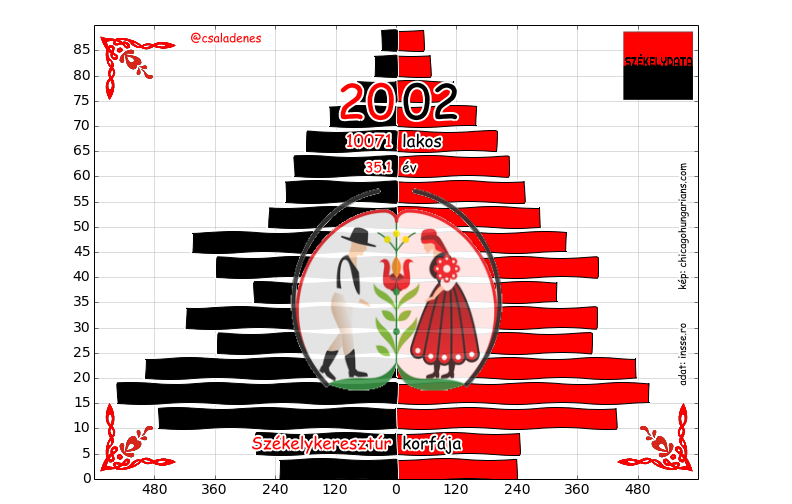 @csaladenes
SZÉKELYDATA
2002
10071 lakos
35.1 év
Székelykeresztúr korfája
kép: chicagohungarians.com
adat: insse.ro
85
80
75
70
65
60
55
50
45
40
35
30
25
20
15
10
5
0
480 360 240 120 0 120 240 360 480